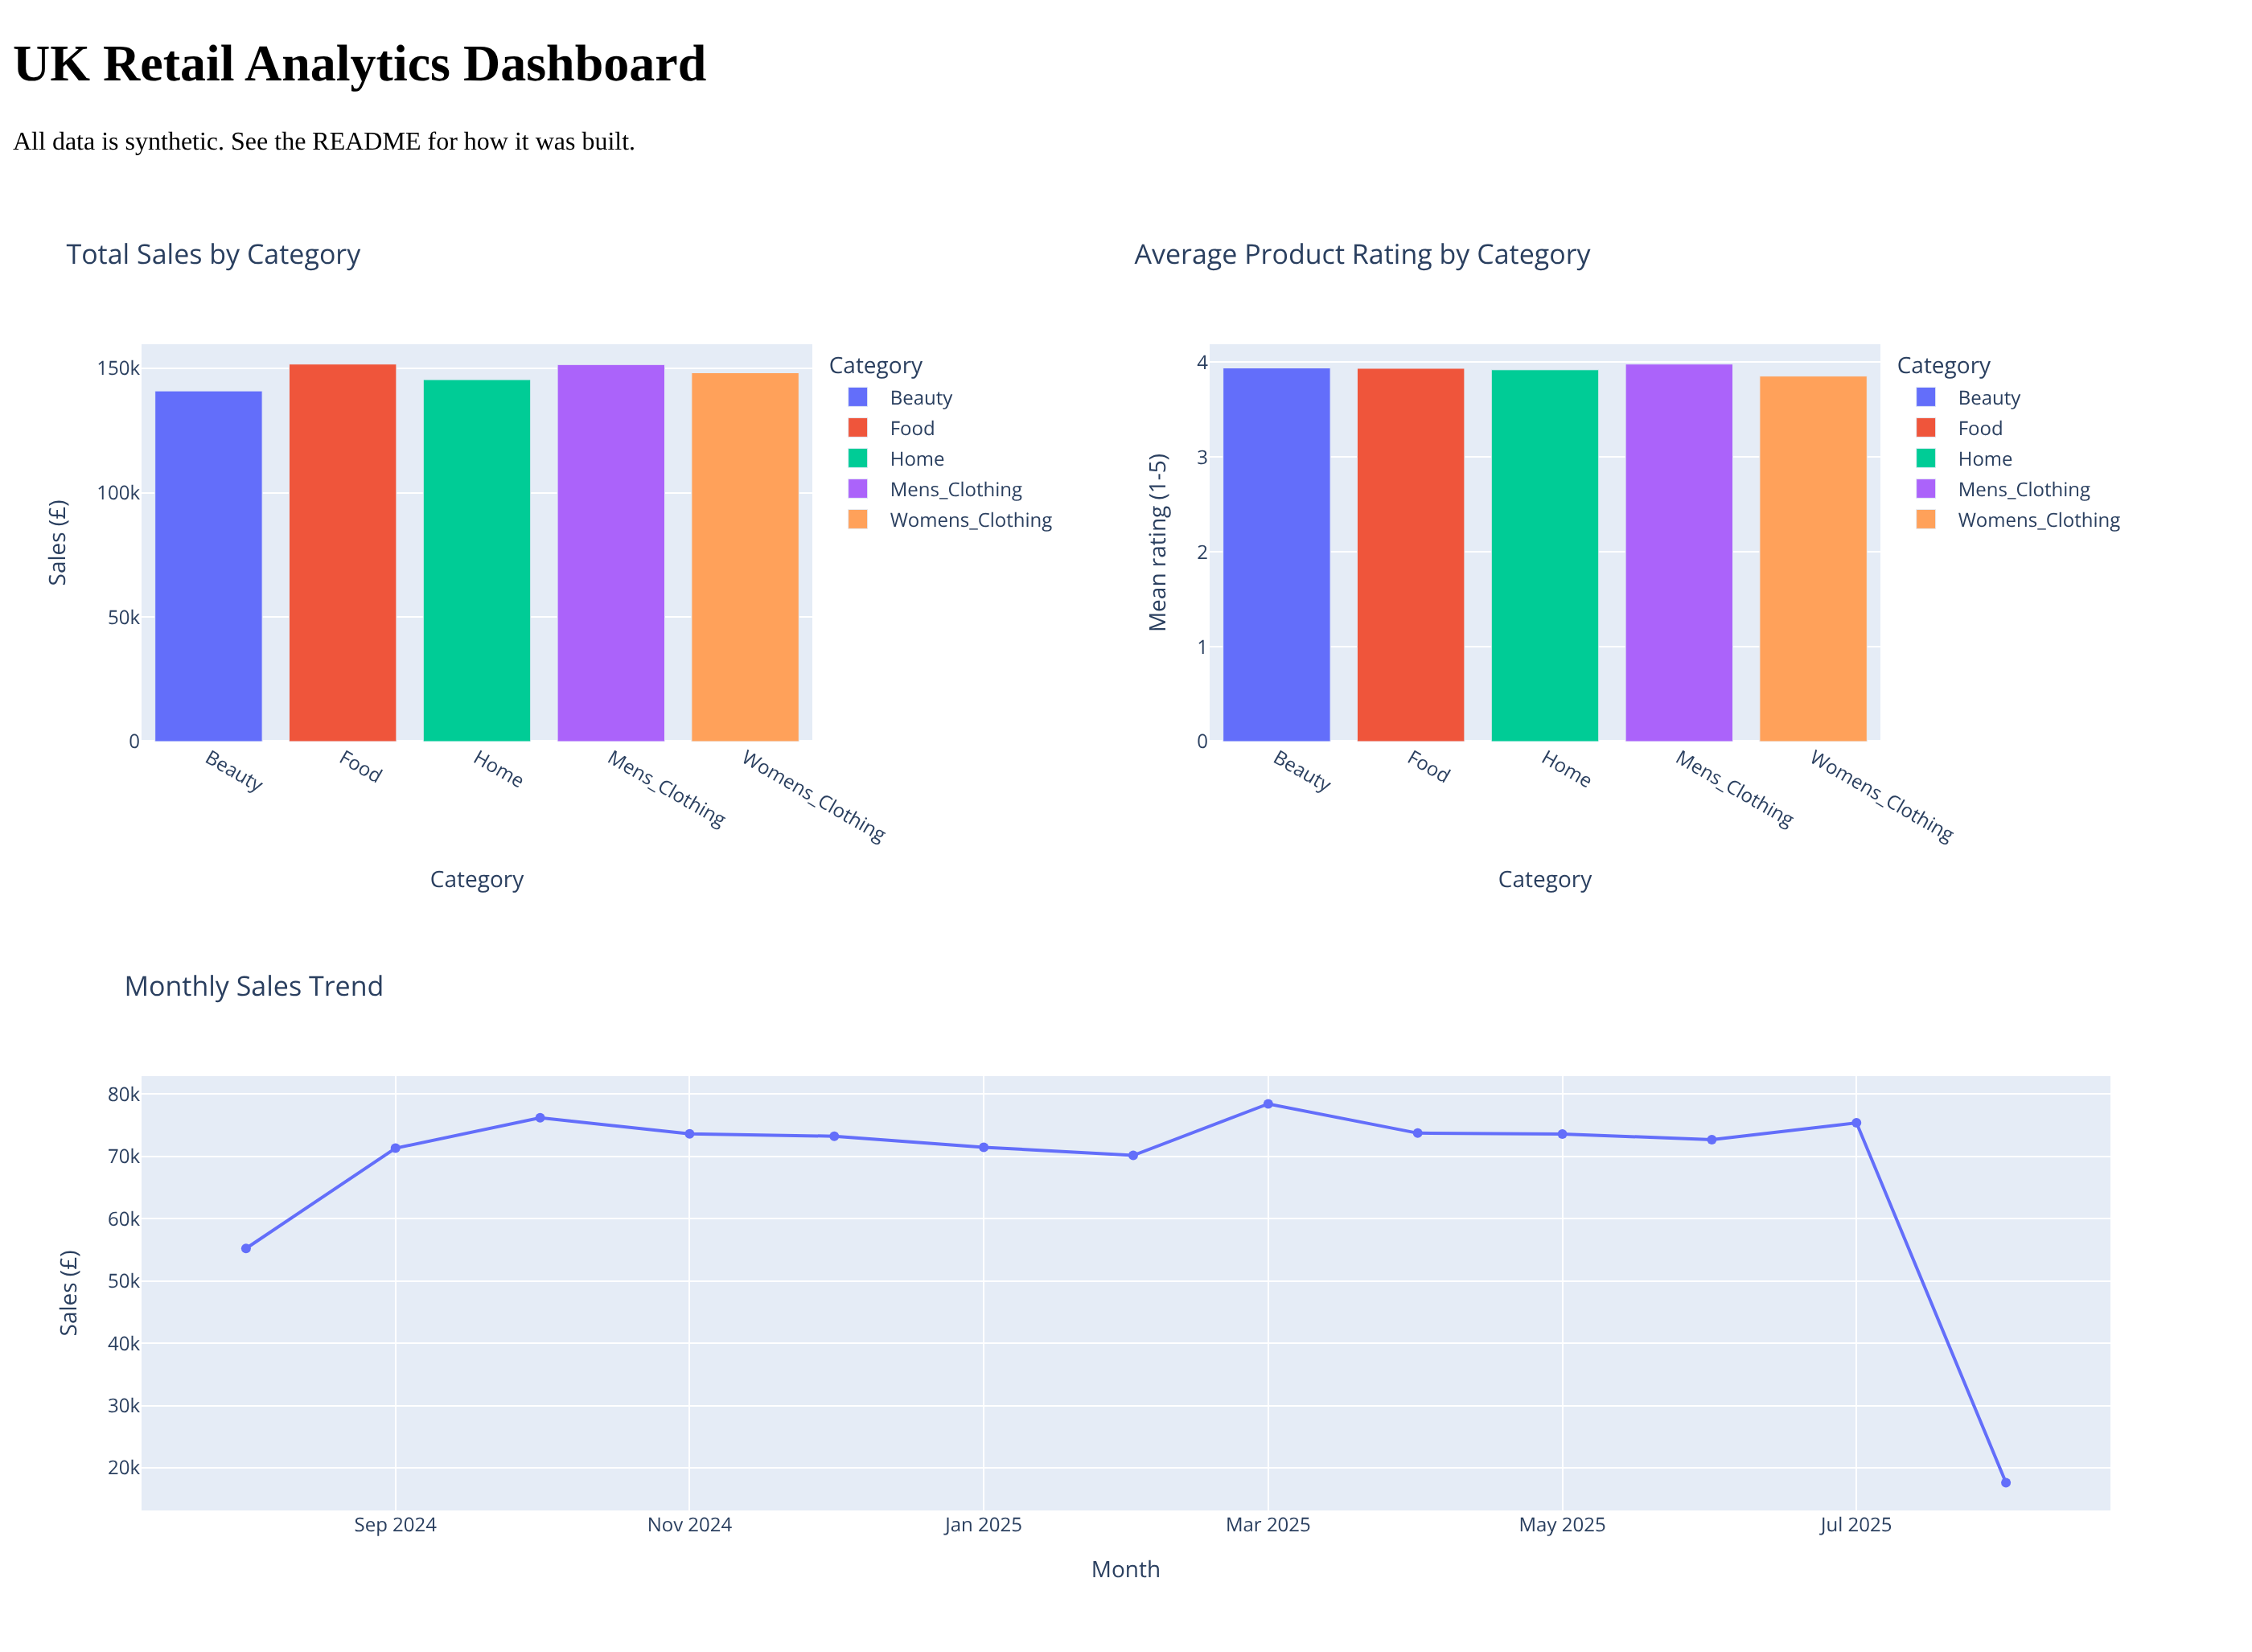 UK Retail Analytics Dashboard
All data is synthetic. See the README for how it was built.
Total Sales by Category
150k
100k
50k
0
Sales (£)
Beauty
Food
Home
Mens_Clothing
Womens_Clothing
Category
Category
Beauty
Food
Home
Mens_Clothing
Womens_Clothing
Average Product Rating by Category
4
3
2
1
0
Mean rating (1-5)
Beauty
Food
Home
Mens_Clothing
Womens_Clothing
Category
Category
Beauty
Food
Home
Mens_Clothing
Womens_Clothing
Monthly Sales Trend
80k
70k
60k
50k
40k
30k
20k
Sales (£)
Sep 2024
Nov 2024
Jan 2025
Mar 2025
May 2025
Jul 2025
Month